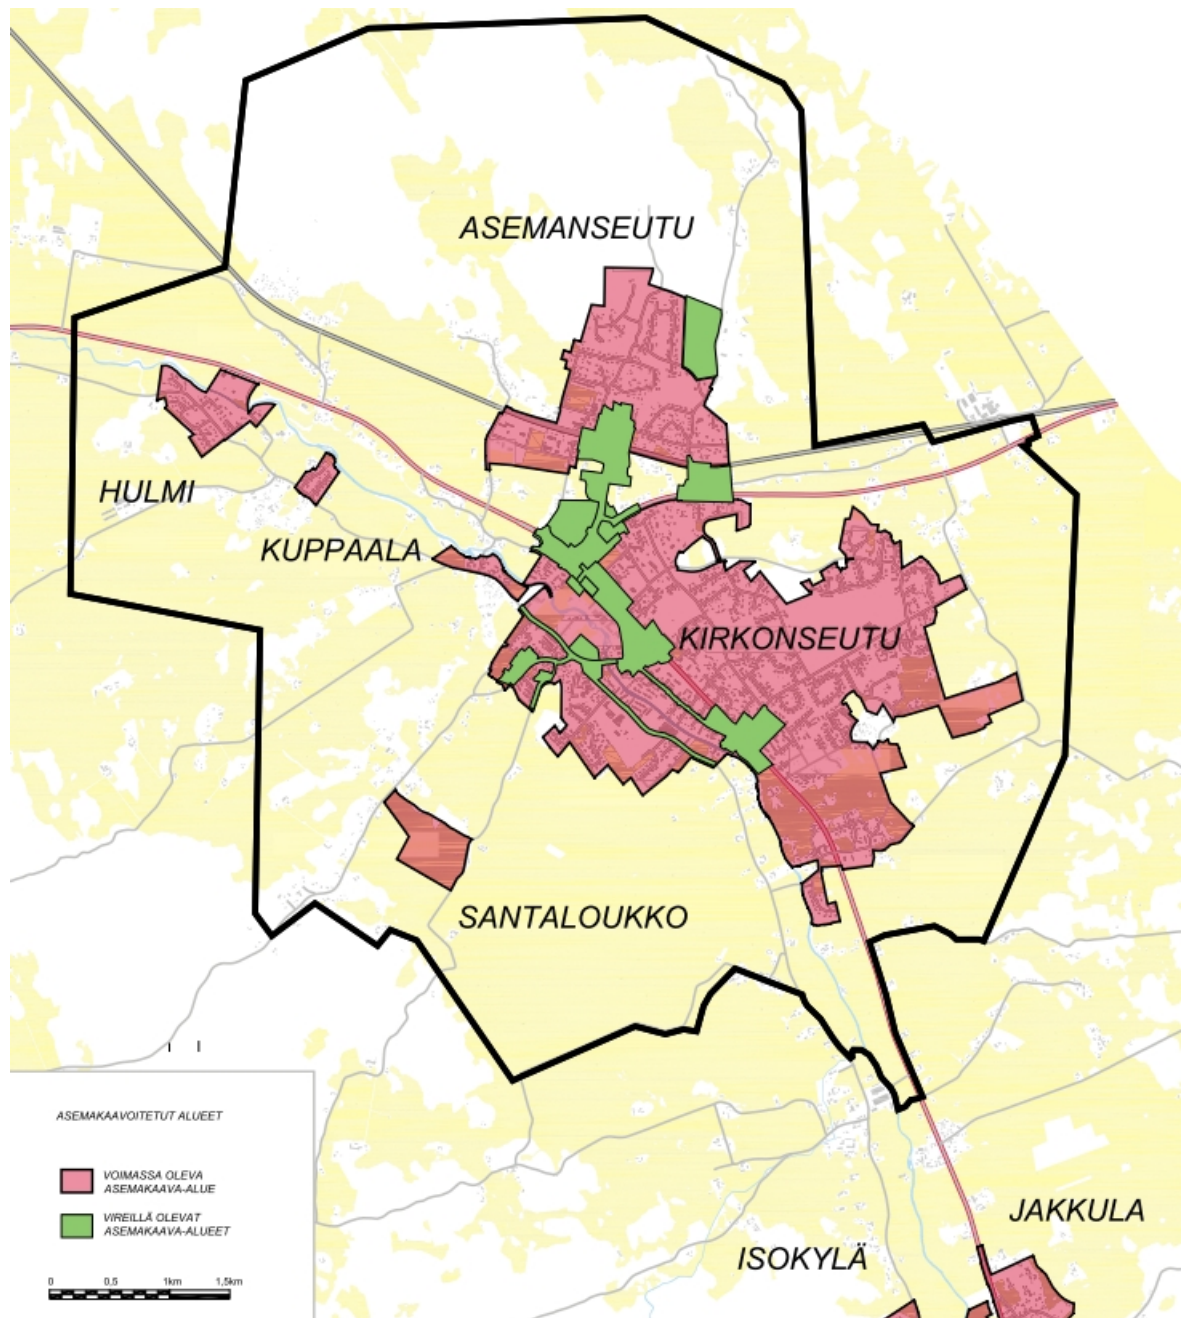 ASEMANSEUTU
HULMI
KUPPAALA
KIRKONSEUTU
SANTALOUKKO
ASEMAKAAVOITETUT ALUEET
VOIMASSA OLEVA
ASEMAKAAVA-ALUE
VIREILLÄ OLEVAT
ASEMAKAAVA-ALUEET
0 0,5 1km 1,5km
JAKKULA
ISOKYLÄ